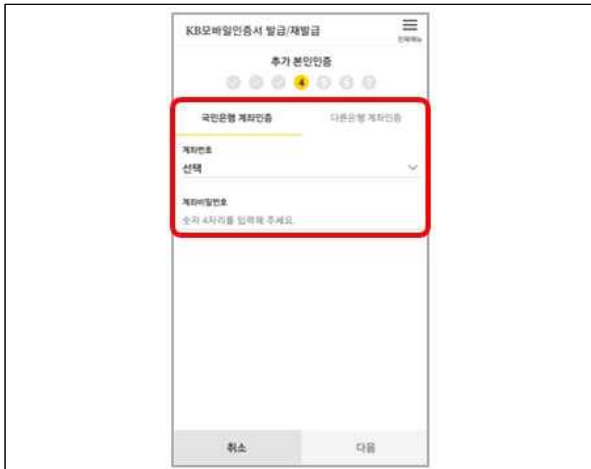 KB모바일인증서 발급/재발급
전체메뉴
추가 본인인증
4 5 6 7
국민은행 계좌인증 다른은행 계좌인증
계좌번호
선택
계좌비밀번호
숫자 4자리를 입력해 주세요.
취소 다음